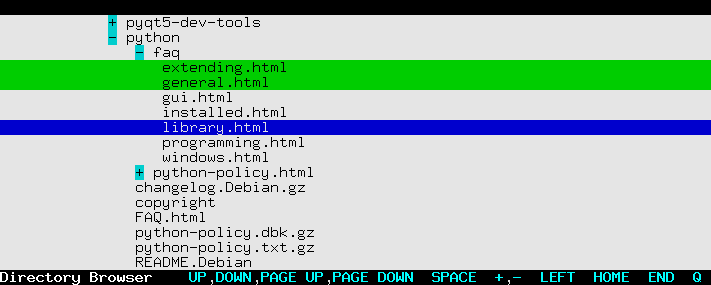 + pyqt5-dev-tools
- python
- faq
extending.html
general.html
gui.html
installed.html
library.html
programming.html
windows.html
+ python-policy.html
changelog.Debian.gz
copyright
FAQ.html
python-policy.dbk.gz
python-policy.txt.gz
README.Debian
Directory Browser UP,DOWN,PAGE UP,PAGE DOWN SPACE +,- LEFT HOME END Q